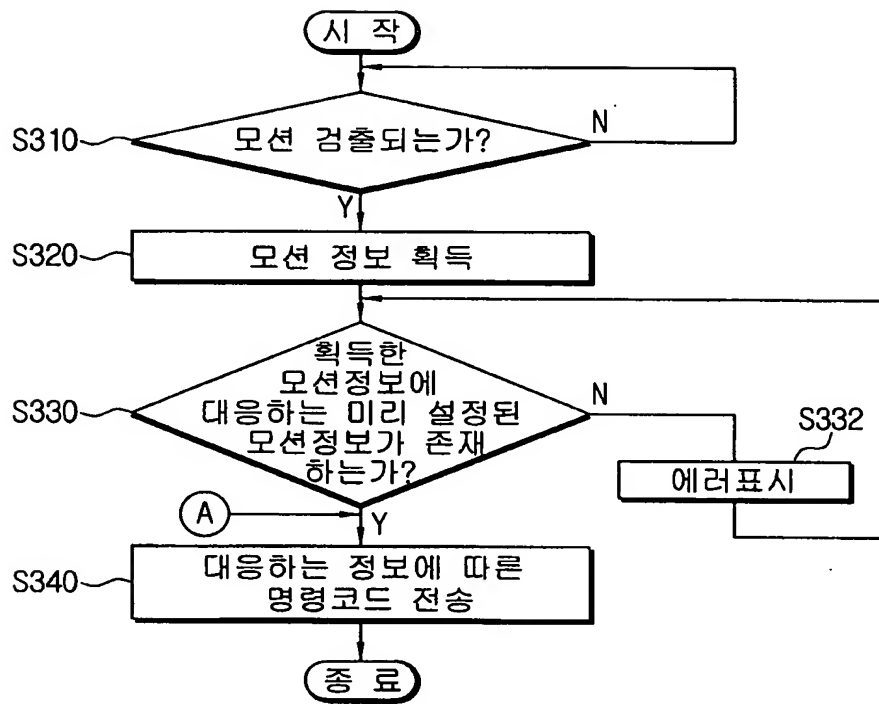 시 작
S310
모션 검출되는가?
N
Y
S320
모션 정보 획득
S330
획득한
모션정보에
대응하는 미리 설정된
모션정보가 존재
하는가?
N
S332
에러표시
A
Y
S340
대응하는 정보에 따른
명령코드 전송
종 료